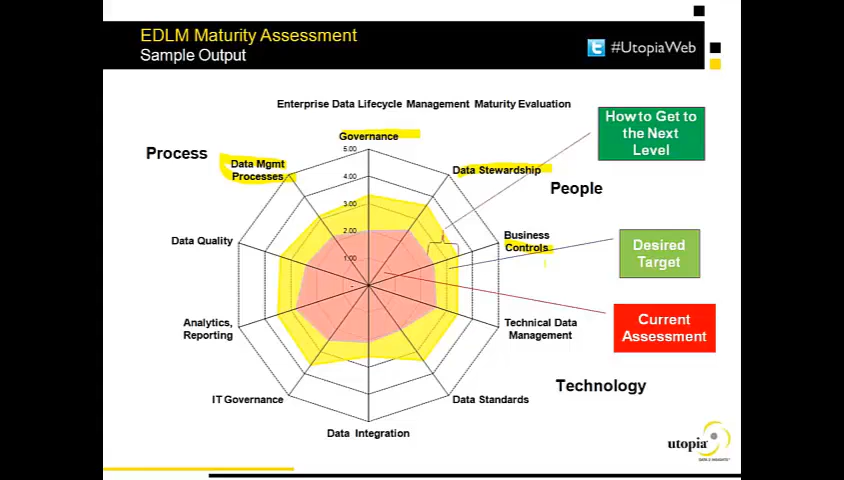 EDLM Maturity Assessment
Sample Output
#UtopiaWeb
Enterprise Data Lifecycle Management Maturity Evaluation
How to Get to
the Next
Level
Governance
Process
Data Mgmt
Processes
5.00
4.00
3.00
2.00
1.00
-
Data Stewardship
People
Business
Controls
Desired
Target
Data Quality
Current
Assessment
Analytics,
Reporting
Technical Data
Management
Technology
IT Governance
Data Standards
Data Integration
utopia